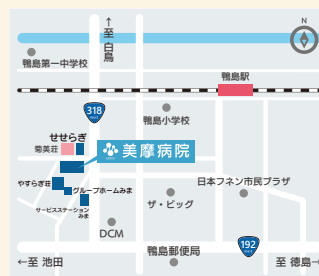 ←至 白鳥
N
鴨島第一中学校
鴨島駅
318
鴨島小学校
せせらぎ
菊美荘
美摩病院
やすらぎ荘
グループホームみま
サービスステーション
みま
日本フネン市民プラザ
ザ・ビッグ
DCM
鴨島郵便局
192
←至 池田
至 徳島→